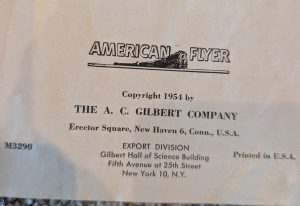 AMERICAN FLYER
Copyright 1954 by
THE A. C. GILBERT COMPANY
Erector Square, New Haven 6, Conn., U.S.A.
M3290
EXPORT DIVISION
Gilbert Hall of Science Building
Fifth Avenue at 25th Street
New York 10, N.Y.
Printed in U.S.A.